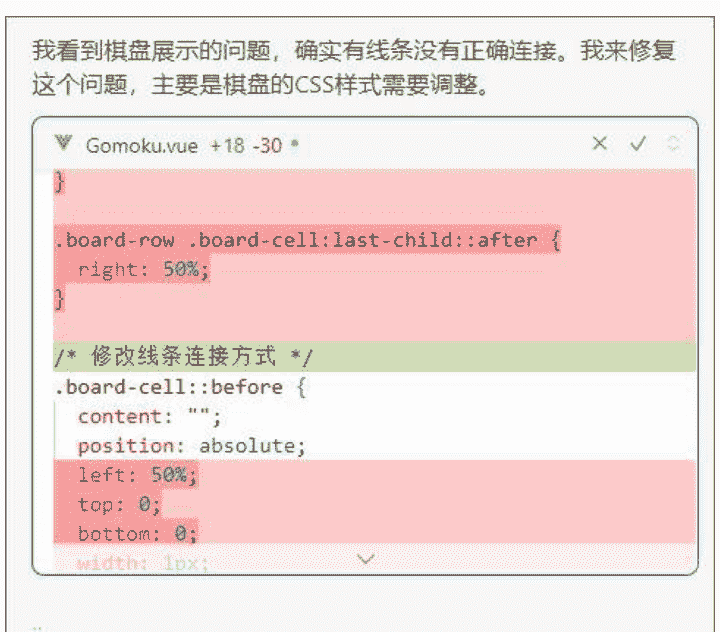 我看到棋盘展示的问题，确实有线条没有正确连接。我来修复
这个问题，主要是棋盘的CSS样式需要调整。
Gomoku.vue +18 -30 •
}
.board-row .board-cell:last-child::after {
  right: 50%;
}
/* 修改线条连接方式 */
.board-cell::before {
  content: "";
  position: absolute;
  left: 50%;
  top: 0;
  bottom: 0;
  width: 1px;